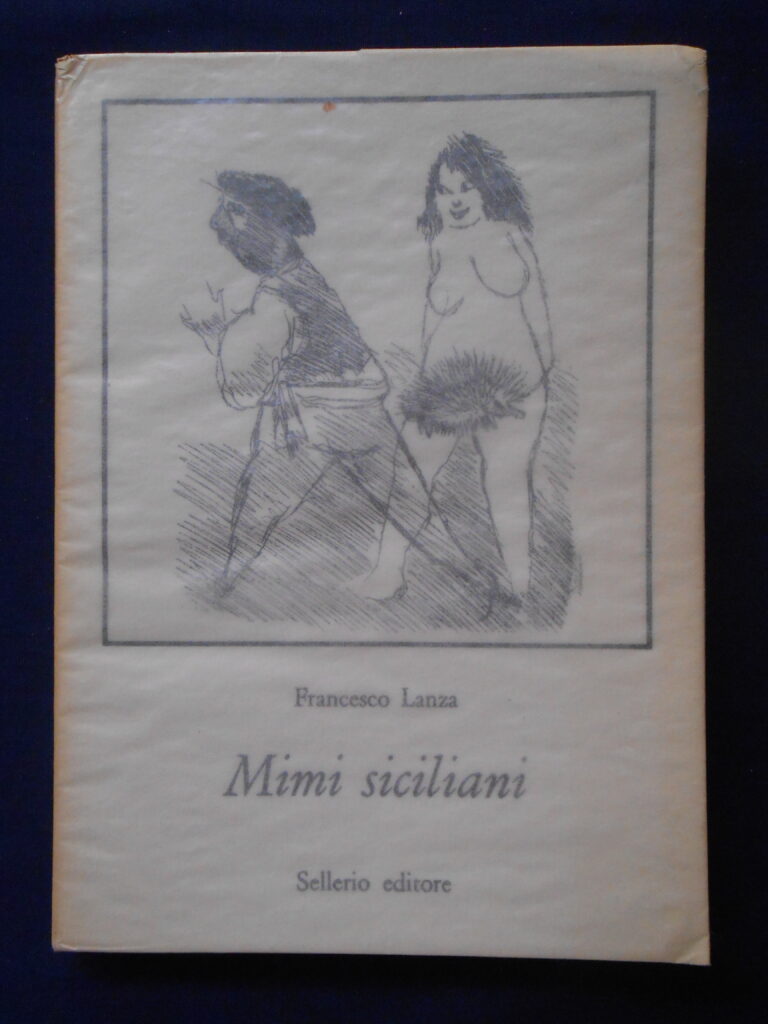 Francesco Lanza
Mimi siciliani
Sellerio editore